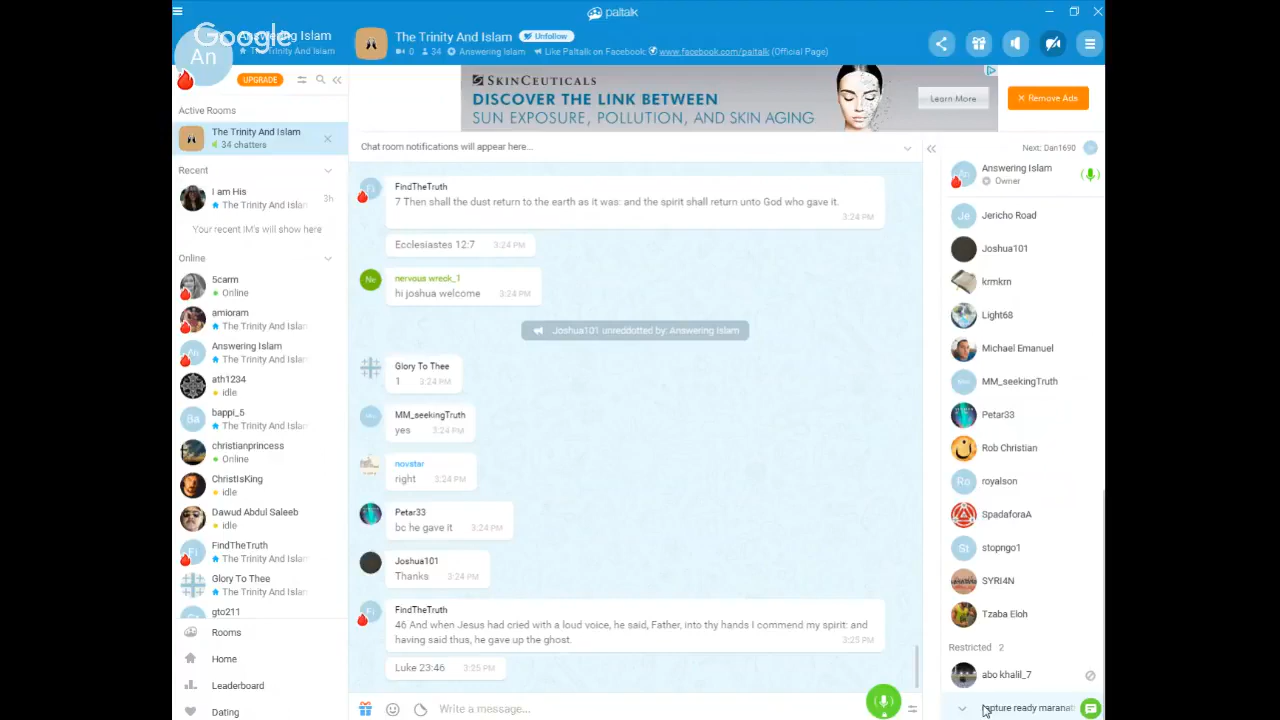 paltalk
Answering Islam
Google
The Trinity And Islam
An
UPGRADE
Active Rooms
The Trinity And Islam
34 chatters
Recent
I am His
3h
The Trinity And Islam
Your recent IM's will show here
Online
5carm
Online
amioram
The Trinity And Islam
An
Answering Islam
The Trinity And Islam
ath1234
idle
Ba
bappi_5
The Trinity And Islam
christianprincess
Online
ChristIsKing
idle
Dawud Abdul Saleeb
idle
Fi
FindTheTruth
The Trinity And Islam
Glory To Thee
The Trinity And Islam
gto211
Rooms
Home
Leaderboard
Dating
The Trinity And Islam
Unfollow
0 34 Answering Islam Like Paltalk on Facebook: www.facebook.com/paltalk (Official Page)
SKINCEUTICALS
DISCOVER THE LINK BETWEEN
SUN EXPOSURE, POLLUTION, AND SKIN AGING
Learn More
Remove Ads
Chat room notifications will appear here...
Fi
FindTheTruth
7 Then shall the dust return to the earth as it was: and the spirit shall return unto God who gave it.
3:24 PM
Ecclesiastes 12:7 3:24 PM
Ne
nervous wreck_1
hi joshua welcome 3:24 PM
Joshua101 unreddotted by: Answering Islam
Glory To Thee
1 3:24 PM
MM_seekingTruth
yes 3:24 PM
novstar
right 3:24 PM
Petar33
bc he gave it 3:24 PM
Joshua101
Thanks 3:24 PM
Fi
FindTheTruth
46 And when Jesus had cried with a loud voice, he said, Father, into thy hands I commend my spirit: and
having said thus, he gave up the ghost.
3:25 PM
Luke 23:46 3:25 PM
Write a message...
Next: Dan1690
An
Answering Islam
Owner
Je
Jericho Road
Joshua101
krmkrn
Light68
Michael Emanuel
MM_seekingTruth
Petar33
Rob Christian
Ro
royalson
SpadaforaA
St
stopngo1
SYRI4N
Tzaba Eloh
Restricted 2
abo khalil_7